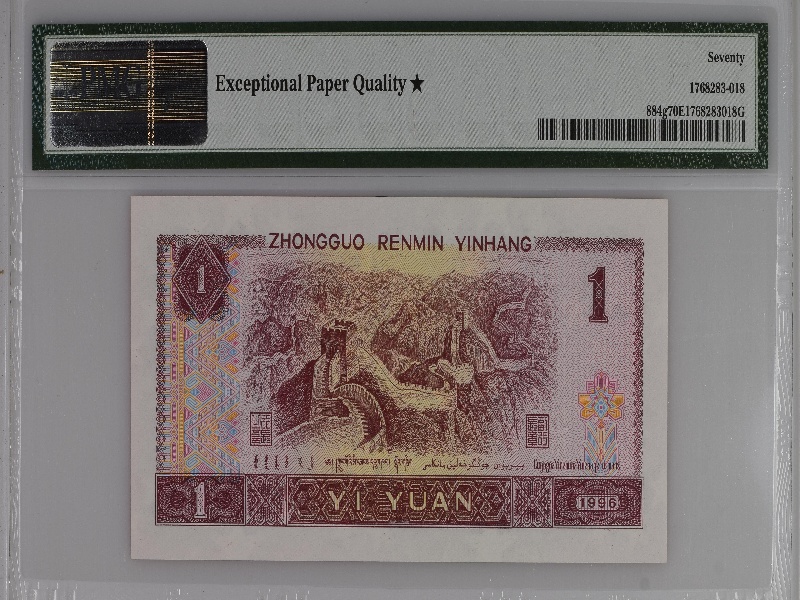 Seventy
Exceptional Paper Quality ★
1768283-018
884g70E1768283018G
ZHONGGUO RENMIN YINHANG
1
1
1
YI YUAN
1996